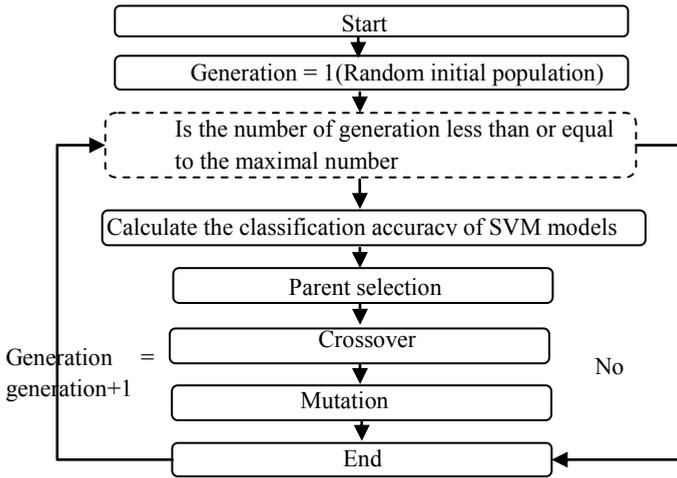 Start
Generation = 1(Random initial population)
Is the number of generation less than or equal
to the maximal number
Calculate the classification accuracy of SVM models
Parent selection
Crossover
Generation =
generation+1
No
Mutation
End